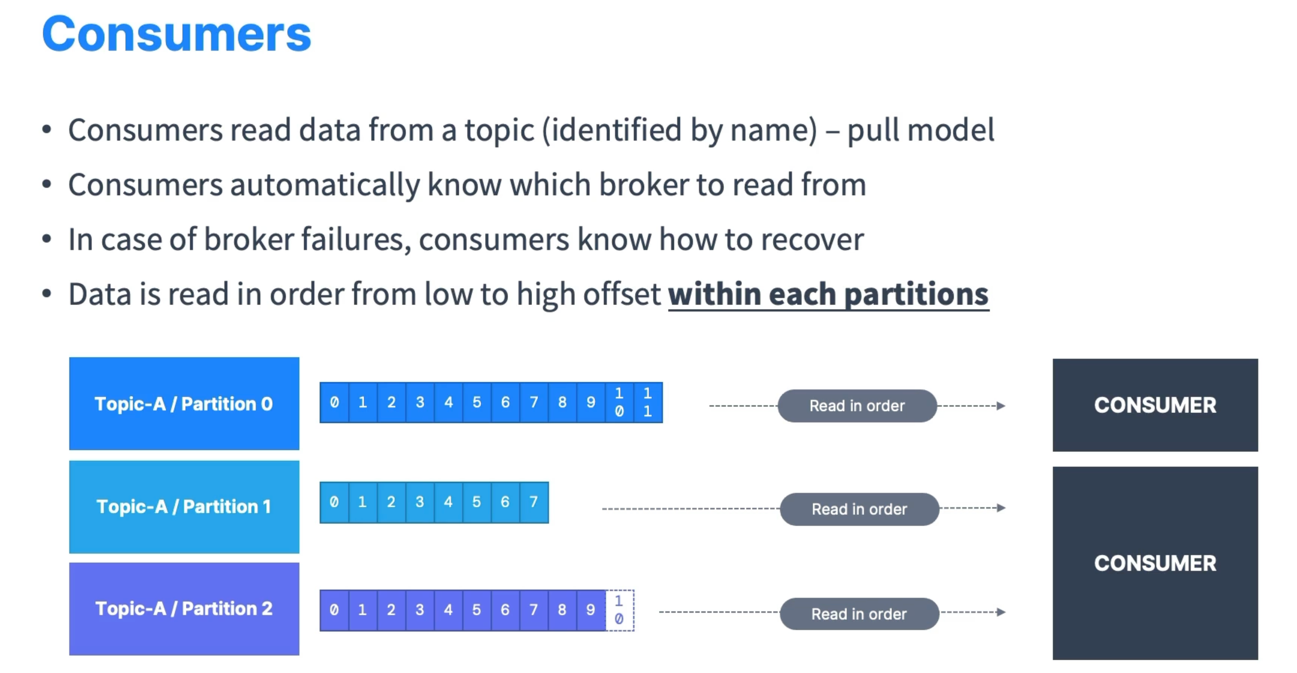 Consumers
• Consumers read data from a topic (identified by name) – pull model
• Consumers automatically know which broker to read from
• In case of broker failures, consumers know how to recover
• Data is read in order from low to high offset within each partitions
Topic-A / Partition 0
0 1 2 3 4 5 6 7 8 9 10 11
Read in order
CONSUMER
Topic-A / Partition 1
0 1 2 3 4 5 6 7
Read in order
Topic-A / Partition 2
0 1 2 3 4 5 6 7 8 9 10
Read in order
CONSUMER